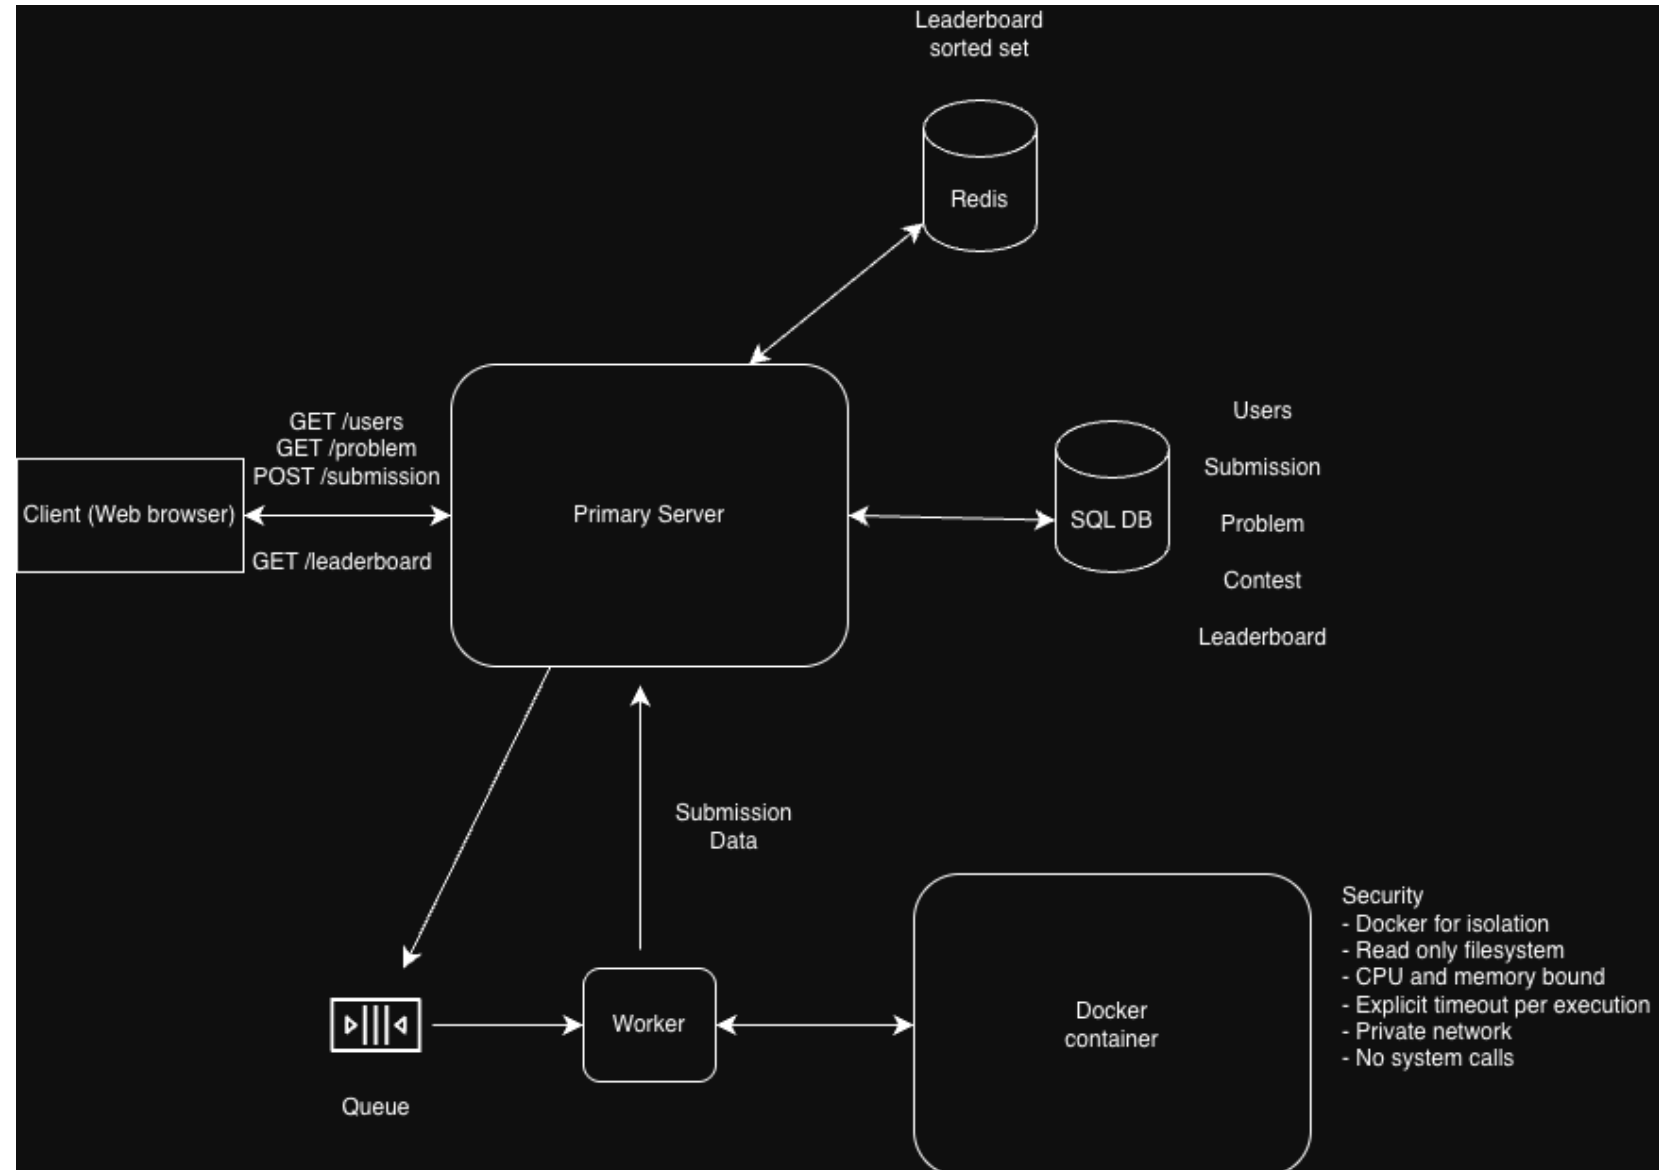 Leaderboard
sorted set
Redis
GET /users
GET /problem
POST /submission
Client (Web browser)
GET /leaderboard
Primary Server
SQL DB
Users
Submission
Problem
Contest
Leaderboard
Submission
Data
Queue
Worker
Docker
container
Security
- Docker for isolation
- Read only filesystem
- CPU and memory bound
- Explicit timeout per execution
- Private network
- No system calls